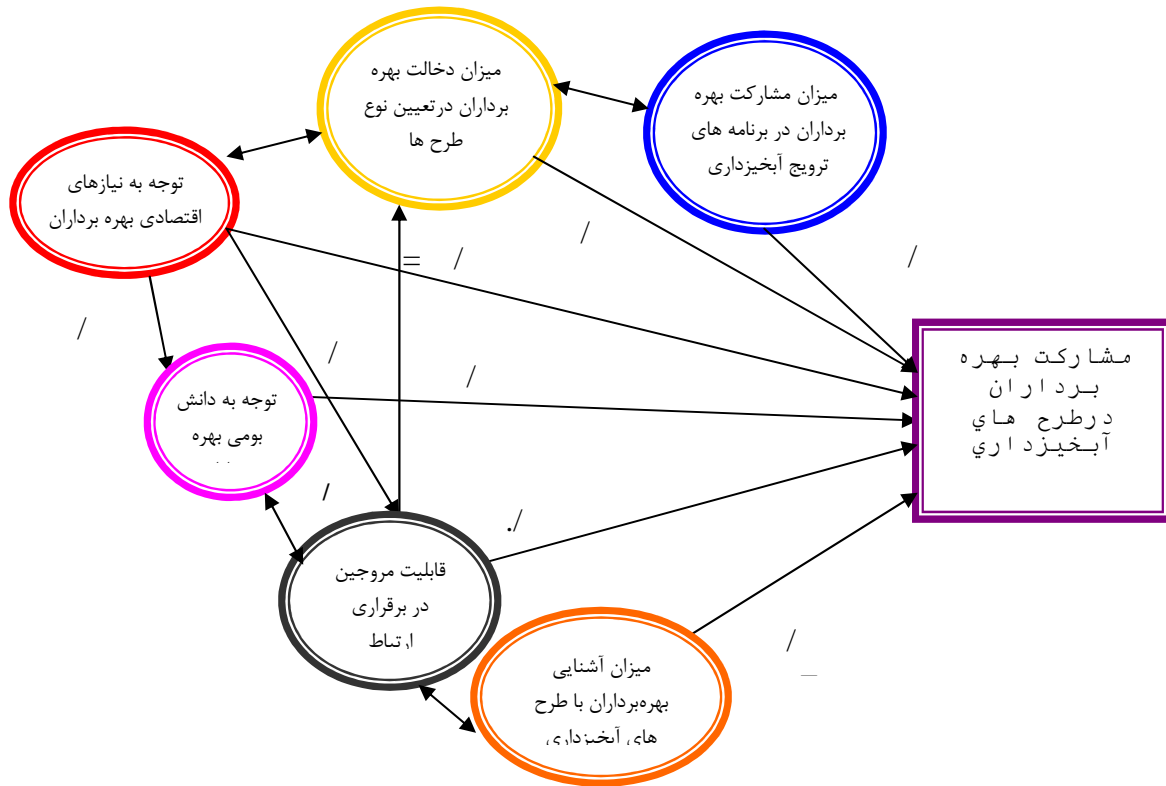 میزان دخالت بهره
برداران درتعیین نوع
طرح ها
میزان مشارکت بهره
برداران در برنامه های
ترویج آبخیزداری
توجه به نیازهای
اقتصادی بهره برداران
/
= /
/
/
/
/
مشارکت بهره
برداران
درطرح هاي
آبخيزداري
توجه به دانش
بومی بهره
/
./
قابلیت مروجین
در برقراری
ارتباط
میزان آشنایی
بهره‌برداران با طرح
های آبخیزداری
/
_